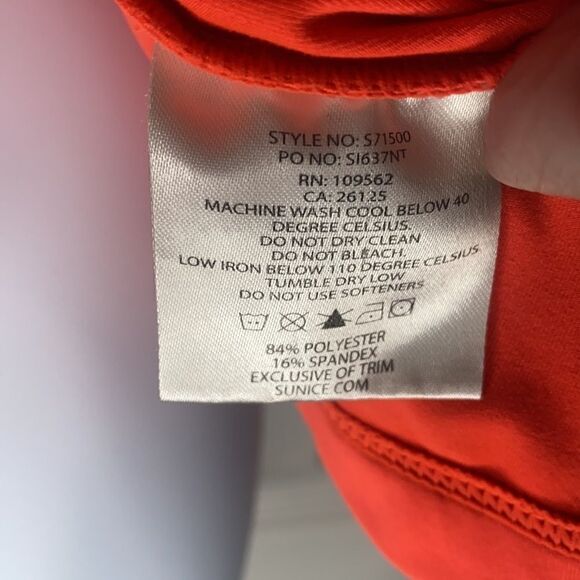 STYLE NO: S71500
PO NO: SI637NT
RN: 109562
CA: 26125
MACHINE WASH COOL BELOW 40
DEGREE CELSIUS.
DO NOT DRY CLEAN
DO NOT BLEACH.
LOW IRON BELOW 110 DEGREE CELSIUS
TUMBLE DRY LOW
DO NOT USE SOFTENERS
84% POLYESTER
16% SPANDEX
EXCLUSIVE OF TRIM
SUNICE COM